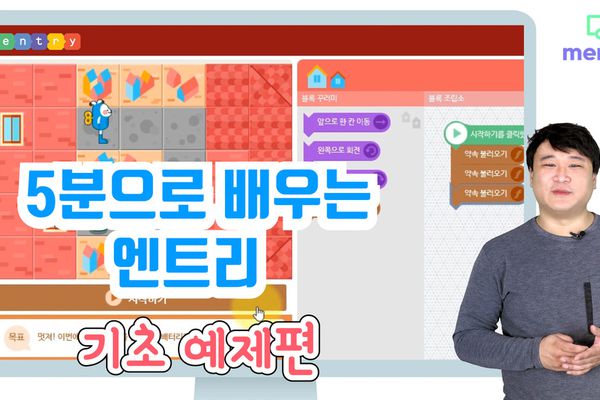 entry
블록 꾸러미
블록 조립소
앞으로 한 칸 이동
왼쪽으로 회전
시작하기를 클릭
약속 불러오기
약속 불러오기
약속 불러오기
5분으로 배우는
엔트리
시작하기
목표
멋져! 이번에
기초 예제편